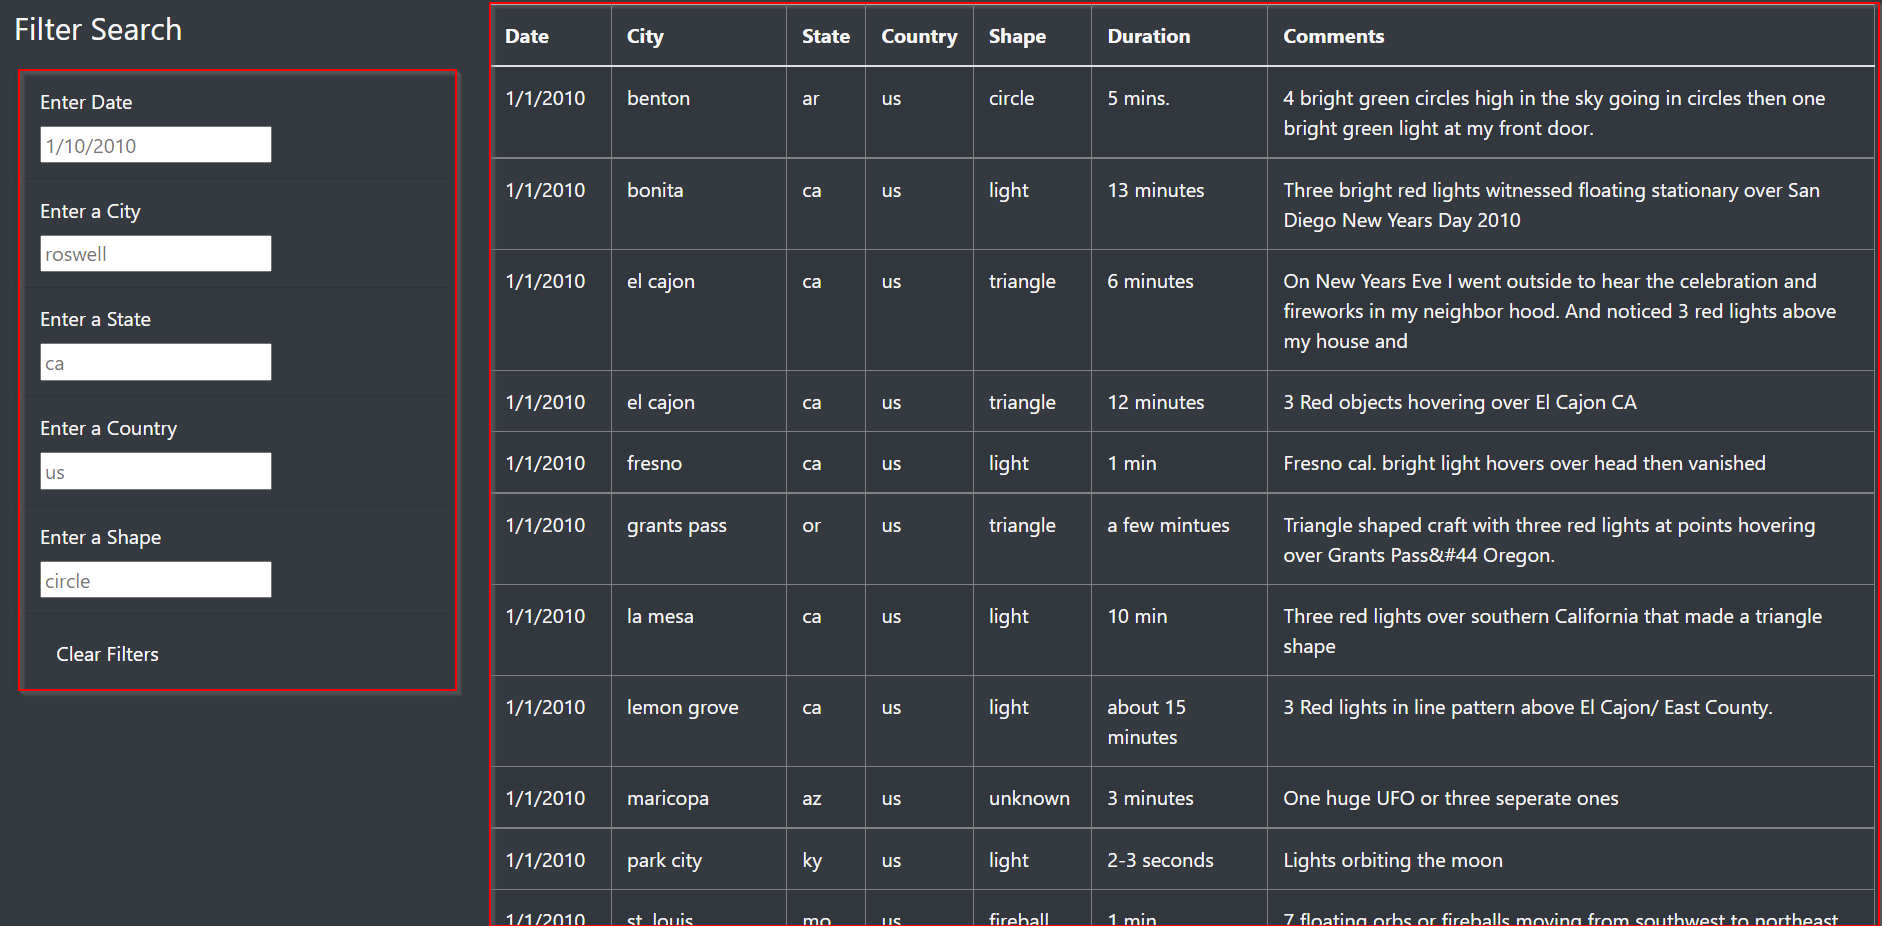 Filter Search
Enter Date
1/10/2010
Enter a City
roswell
Enter a State
ca
Enter a Country
us
Enter a Shape
circle
Clear Filters
Date City State Country Shape Duration Comments
1/1/2010 benton ar us circle 5 mins. 4 bright green circles high in the sky going in circles then one
bright green light at my front door.
1/1/2010 bonita ca us light 13 minutes Three bright red lights witnessed floating stationary over San
Diego New Years Day 2010
1/1/2010 el cajon ca us triangle 6 minutes On New Years Eve I went outside to hear the celebration and
fireworks in my neighbor hood. And noticed 3 red lights above
my house and
1/1/2010 el cajon ca us triangle 12 minutes 3 Red objects hovering over El Cajon CA
1/1/2010 fresno ca us light 1 min Fresno cal. bright light hovers over head then vanished
1/1/2010 grants pass or us triangle a few mintues Triangle shaped craft with three red lights at points hovering
over Grants Pass&#44 Oregon.
1/1/2010 la mesa ca us light 10 min Three red lights over southern California that made a triangle
shape
1/1/2010 lemon grove ca us light about 15 3 Red lights in line pattern above El Cajon/ East County.
minutes
1/1/2010 maricopa az us unknown 3 minutes One huge UFO or three seperate ones
1/1/2010 park city ky us light 2-3 seconds Lights orbiting the moon
1/1/2010 st. louis mo us fireball 1 min 7 floating orbs or fireballs moving from southwest to northeast